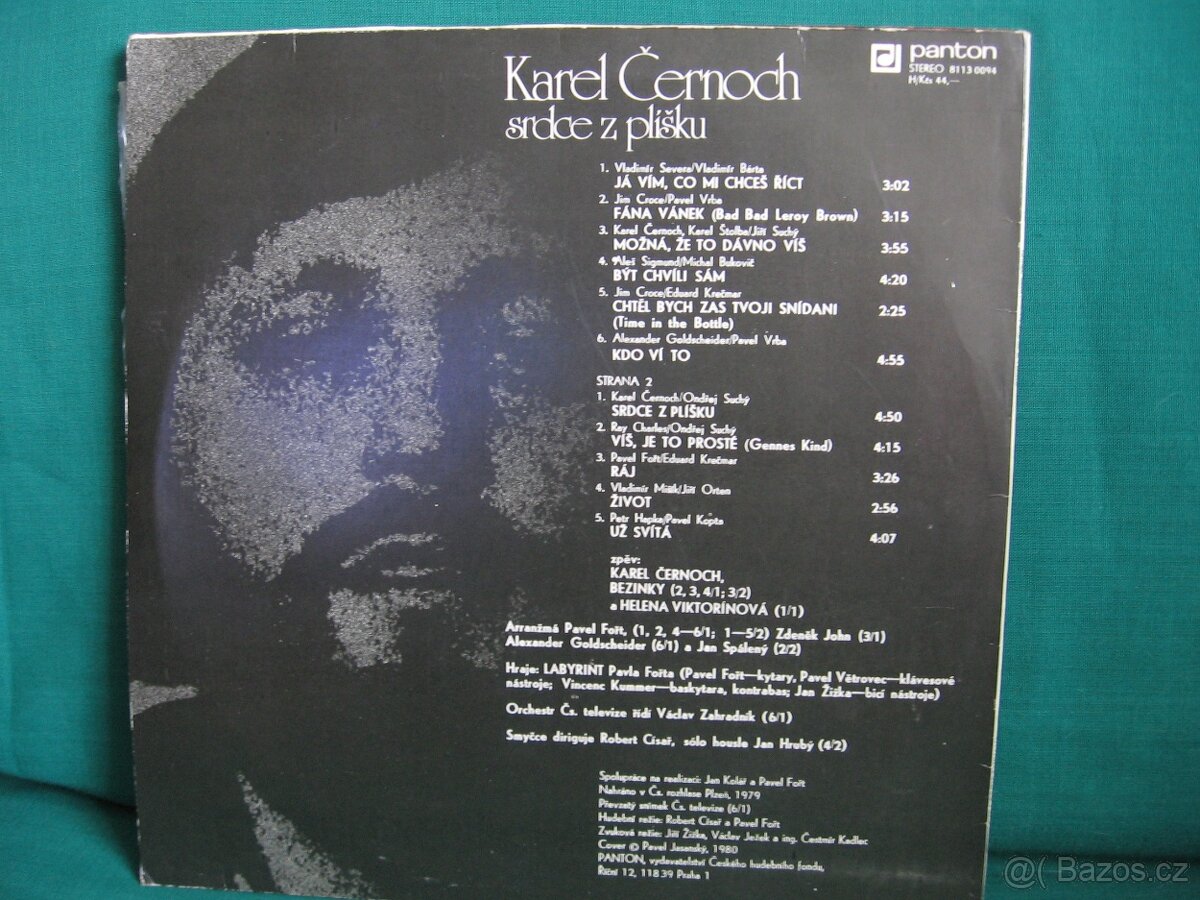 panton
STEREO 8113 0094
H/Kčs 44,—
Karel Černoch
srdce z plíšku
1. Vladimír Severa/Vladimír Bárta
JÁ VÍM, CO MI CHCEŠ ŘÍCT 3:02
2. Jim Croce/Pavel Vrba
FÁNA VÁNEK (Bad Bad Leroy Brown) 3:15
3. Karel Černoch, Karel Štolba/Jiří Suchý
MOŽNÁ, ŽE TO DÁVNO VÍŠ 3:55
4. Aleš Sigmund/Michal Bukovič
BÝT CHVÍLI SÁM 4:20
5. Jim Croce/Eduard Krečmar
CHTĚL BYCH ZAS TVOJI SNÍDANI 2:25
(Time in the Bottle)
6. Alexander Goldscheider/Pavel Vrba
KDO VÍ TO 4:55
STRANA 2
1. Karel Černoch/Ondřej Suchý
SRDCE Z PLÍŠKU 4:50
2. Ray Charles/Ondřej Suchý
VÍŠ, JE TO PROSTÉ (Gennes Kind) 4:15
3. Pavel Fořt/Eduard Krečmar
RÁJ 3:26
4. Vladimír Mišík/Jiří Orten
ŽIVOT 2:56
5. Petr Hapka/Pavel Kopta
UŽ SVÍTÁ 4:07
zpěv:
KAREL ČERNOCH,
BEZINKY (2, 3, 4/1; 3/2)
a HELENA VIKTORÍNOVÁ (1/1)
Arranžmá Pavel Fořt, (1, 2, 4—6/1; 1—5/2) Zdeněk John (3/1)
Alexander Goldscheider (6/1) a Jan Spálený (2/2)
Hraje: LABYRINT Pavla Fořta (Pavel Fořt—kytary, Pavel Větrovec—klávesové
nástroje; Vincenc Kummer—baskytara, kontrabas; Jan Žižka—bicí nástroje)
Orchestr Čs. televize řídí Václav Zahradník (6/1)
Smyčce diriguje Robert Císař, sólo housle Jan Hrubý (4/2)
Spolupráce na realizaci: Jan Kolář a Pavel Fořt
Nahráno v Čs. rozhlase Plzeň, 1979
Převzatý snímek Čs. televize (6/1)
Hudební režie: Robert Císař a Pavel Fořt
Zvuková režie: Jiří Žižka, Václav Ježek a ing. Čestmír Kadlec
Cover © Pavel Jasanský, 1980
PANTON, vydavatelství Českého hudebního fondu,
Říční 12, 118 39 Praha 1
@( Bazos.cz